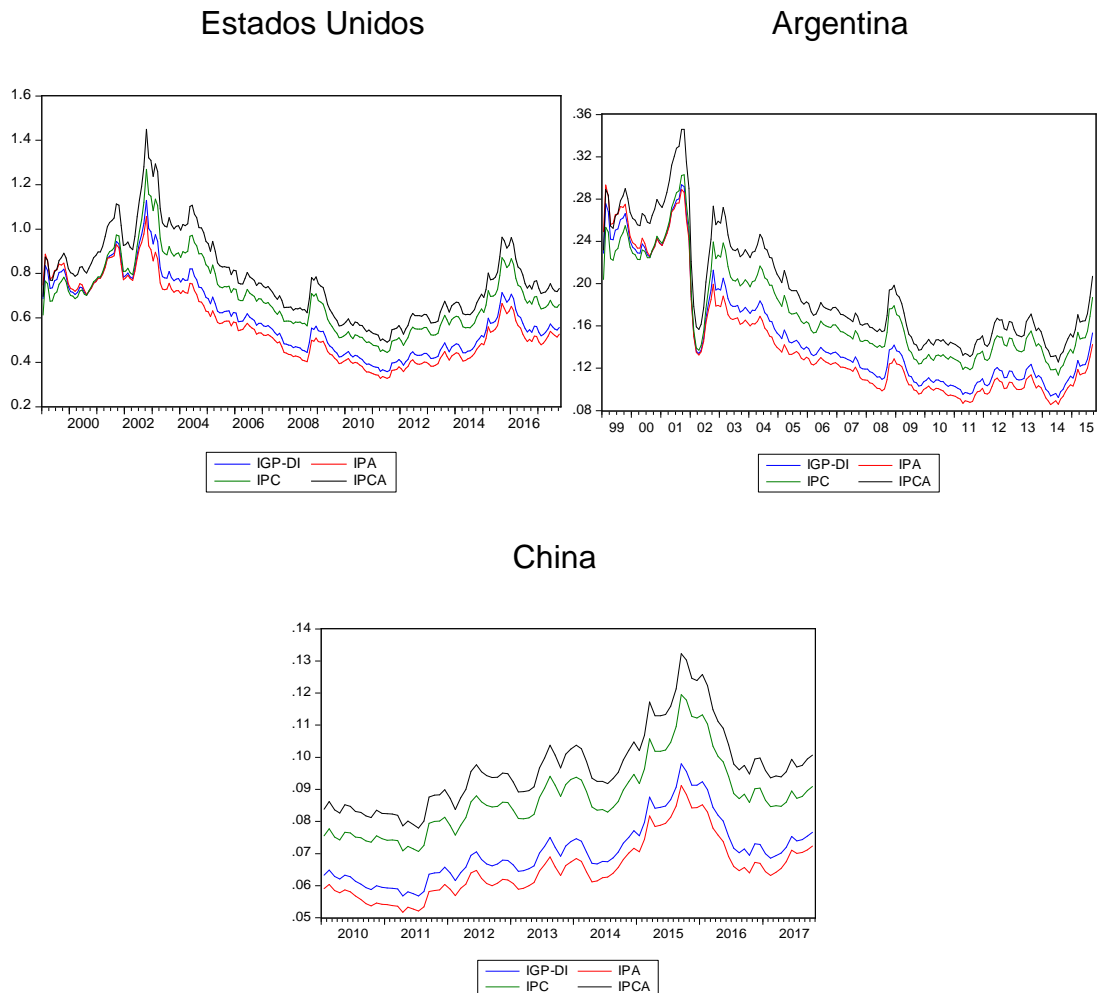 Estados Unidos
1.6
1.4
1.2
1.0
0.8
0.6
0.4
0.2
2000 2002 2004 2006 2008 2010 2012 2014 2016
IGP-DI IPA
IPC IPCA
Argentina
.36
.32
.28
.24
.20
.16
.12
.08
99 00 01 02 03 04 05 06 07 08 09 10 11 12 13 14 15
IGP-DI IPA
IPC IPCA
China
.14
.13
.12
.11
.10
.09
.08
.07
.06
.05
2010 2011 2012 2013 2014 2015 2016 2017
IGP-DI IPA
IPC IPCA